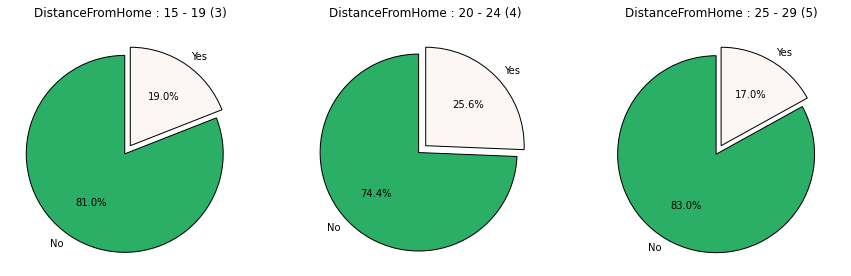 DistanceFromHome : 15 - 19 (3)
Yes
19.0%
81.0%
No
DistanceFromHome : 20 - 24 (4)
Yes
25.6%
74.4%
No
DistanceFromHome : 25 - 29 (5)
Yes
17.0%
83.0%
No